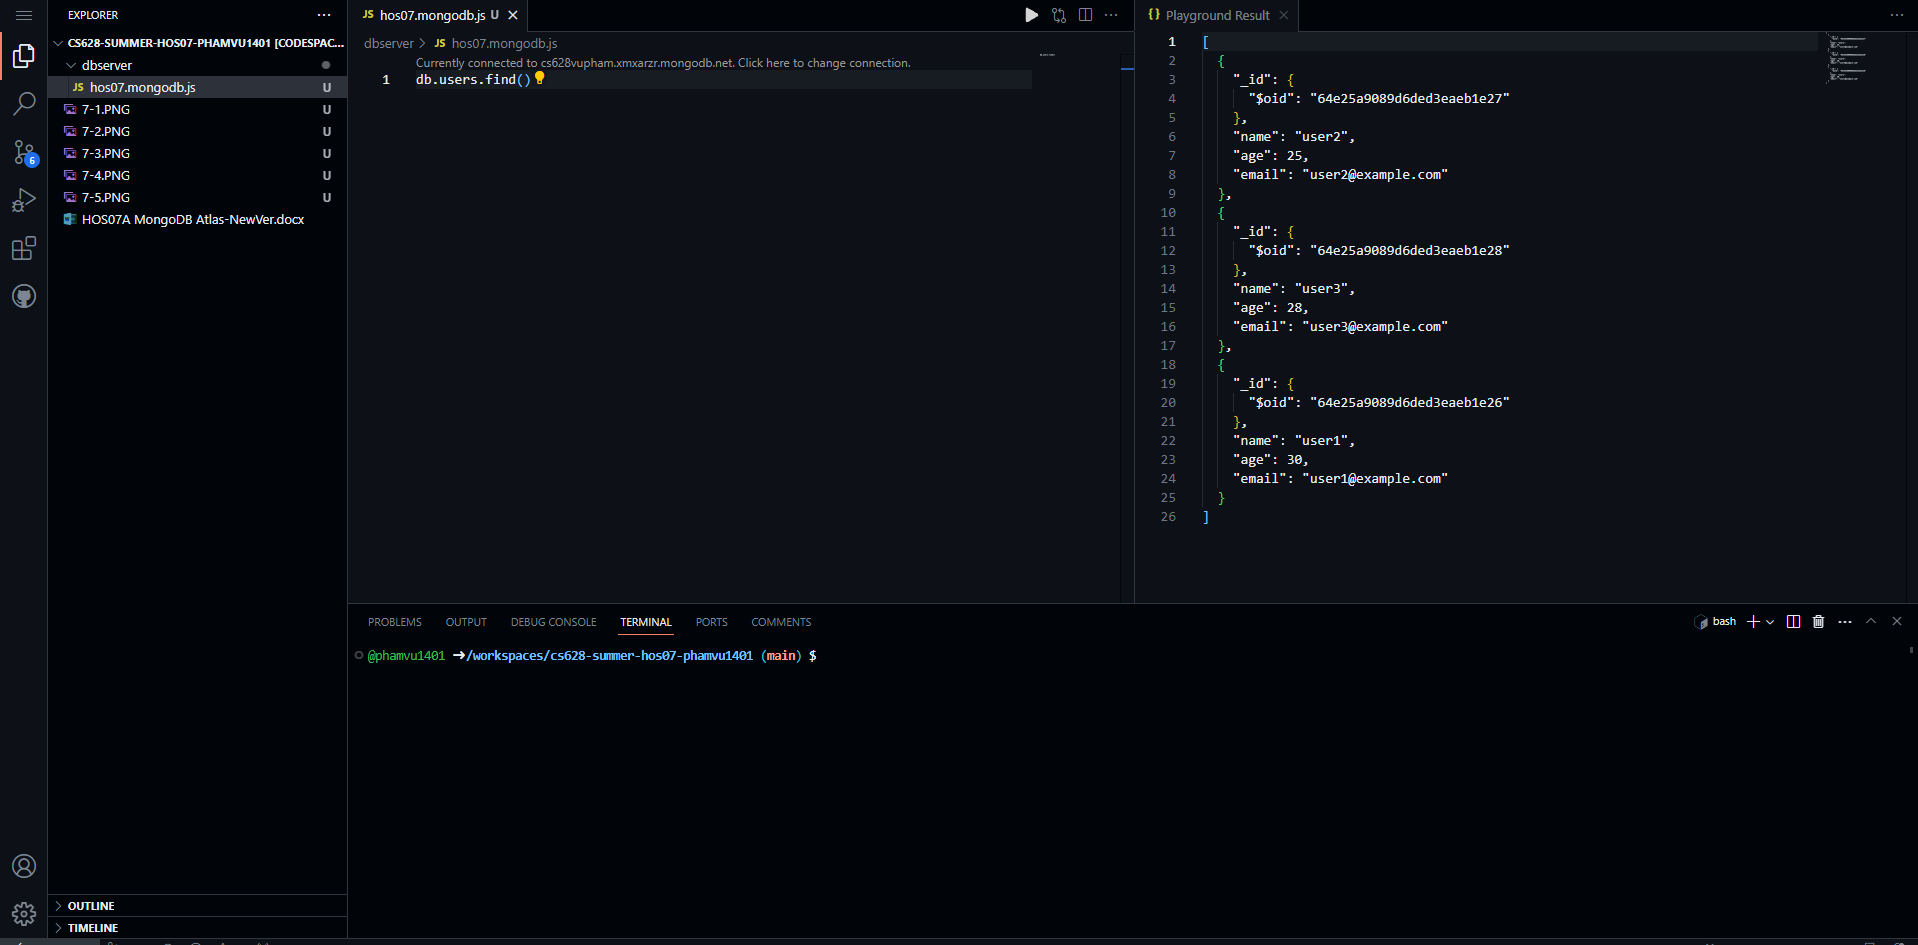 EXPLORER
CS628-SUMMER-HOS07-PHAMVU1401 [CODESPAC...
dbserver
JS hos07.mongodb.js U
7-1.PNG U
7-2.PNG U
7-3.PNG U
7-4.PNG U
7-5.PNG U
HOS07A MongoDB Atlas-NewVer.docx
6
OUTLINE
TIMELINE
JS hos07.mongodb.js U
dbserver > JS hos07.mongodb.js
Currently connected to cs628vupham.xmxarzr.mongodb.net. Click here to change connection.
1 db.users.find()
{} Playground Result
1 [
2 {
3 "_id": {
4 "$oid": "64e25a9089d6ded3eaeb1e27"
5 },
6 "name": "user2",
7 "age": 25,
8 "email": "user2@example.com"
9 },
10 {
11 "_id": {
12 "$oid": "64e25a9089d6ded3eaeb1e28"
13 },
14 "name": "user3",
15 "age": 28,
16 "email": "user3@example.com"
17 },
18 {
19 "_id": {
20 "$oid": "64e25a9089d6ded3eaeb1e26"
21 },
22 "name": "user1",
23 "age": 30,
24 "email": "user1@example.com"
25 }
26 ]
PROBLEMS OUTPUT DEBUG CONSOLE TERMINAL PORTS COMMENTS
bash
@phamvu1401 ➜/workspaces/cs628-summer-hos07-phamvu1401 (main) $